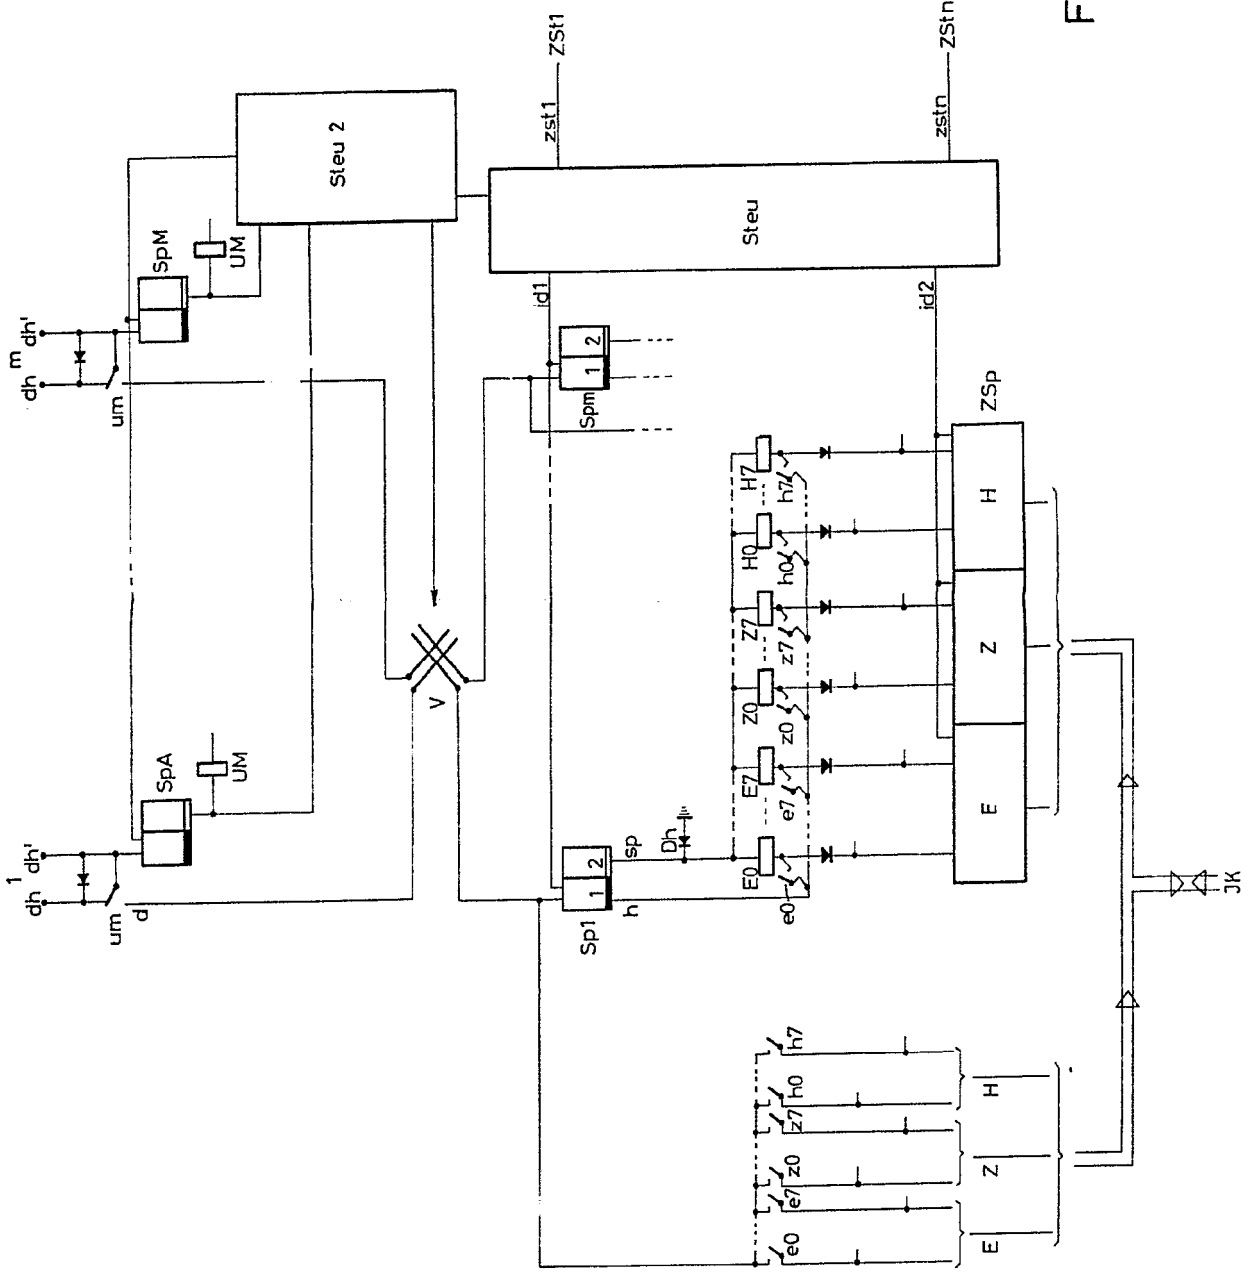 F
dh 1 dh'
um
d
SpA
UM
dh m dh'
um
SpM
UM
Steu 2
V
zst1
ZSt1
zstn
ZStn
Steu
id1
id2
Sp1
1 2
h
sp
Dh
Spm
1 2
E0 E7 Z0 Z7 H0 H7
e0 e7 z0 z7 h0 h7
ZSp
E Z H
e0 e7 z0 z7 h0 h7
E Z H
JK